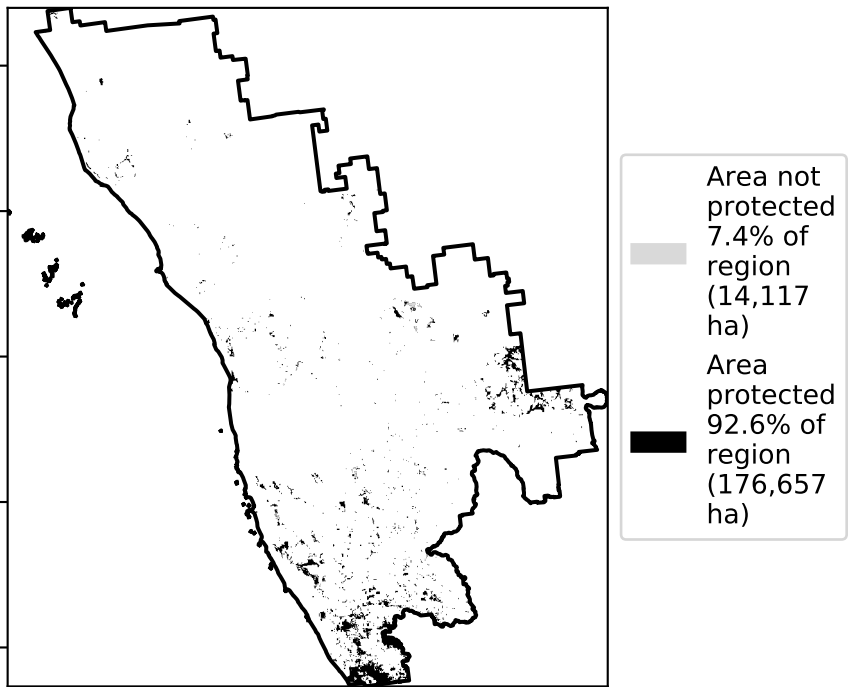 Area not
protected
7.4% of
region
(14,117
ha)
Area
protected
92.6% of
region
(176,657
ha)